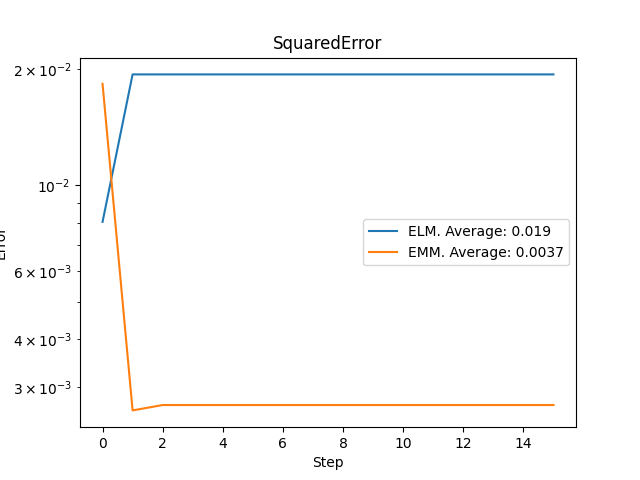 SquaredError
2 × 10⁻²
10⁻²
6 × 10⁻³
4 × 10⁻³
3 × 10⁻³
Error
ELM. Average: 0.019
EMM. Average: 0.0037
0 2 4 6 8 10 12 14
Step